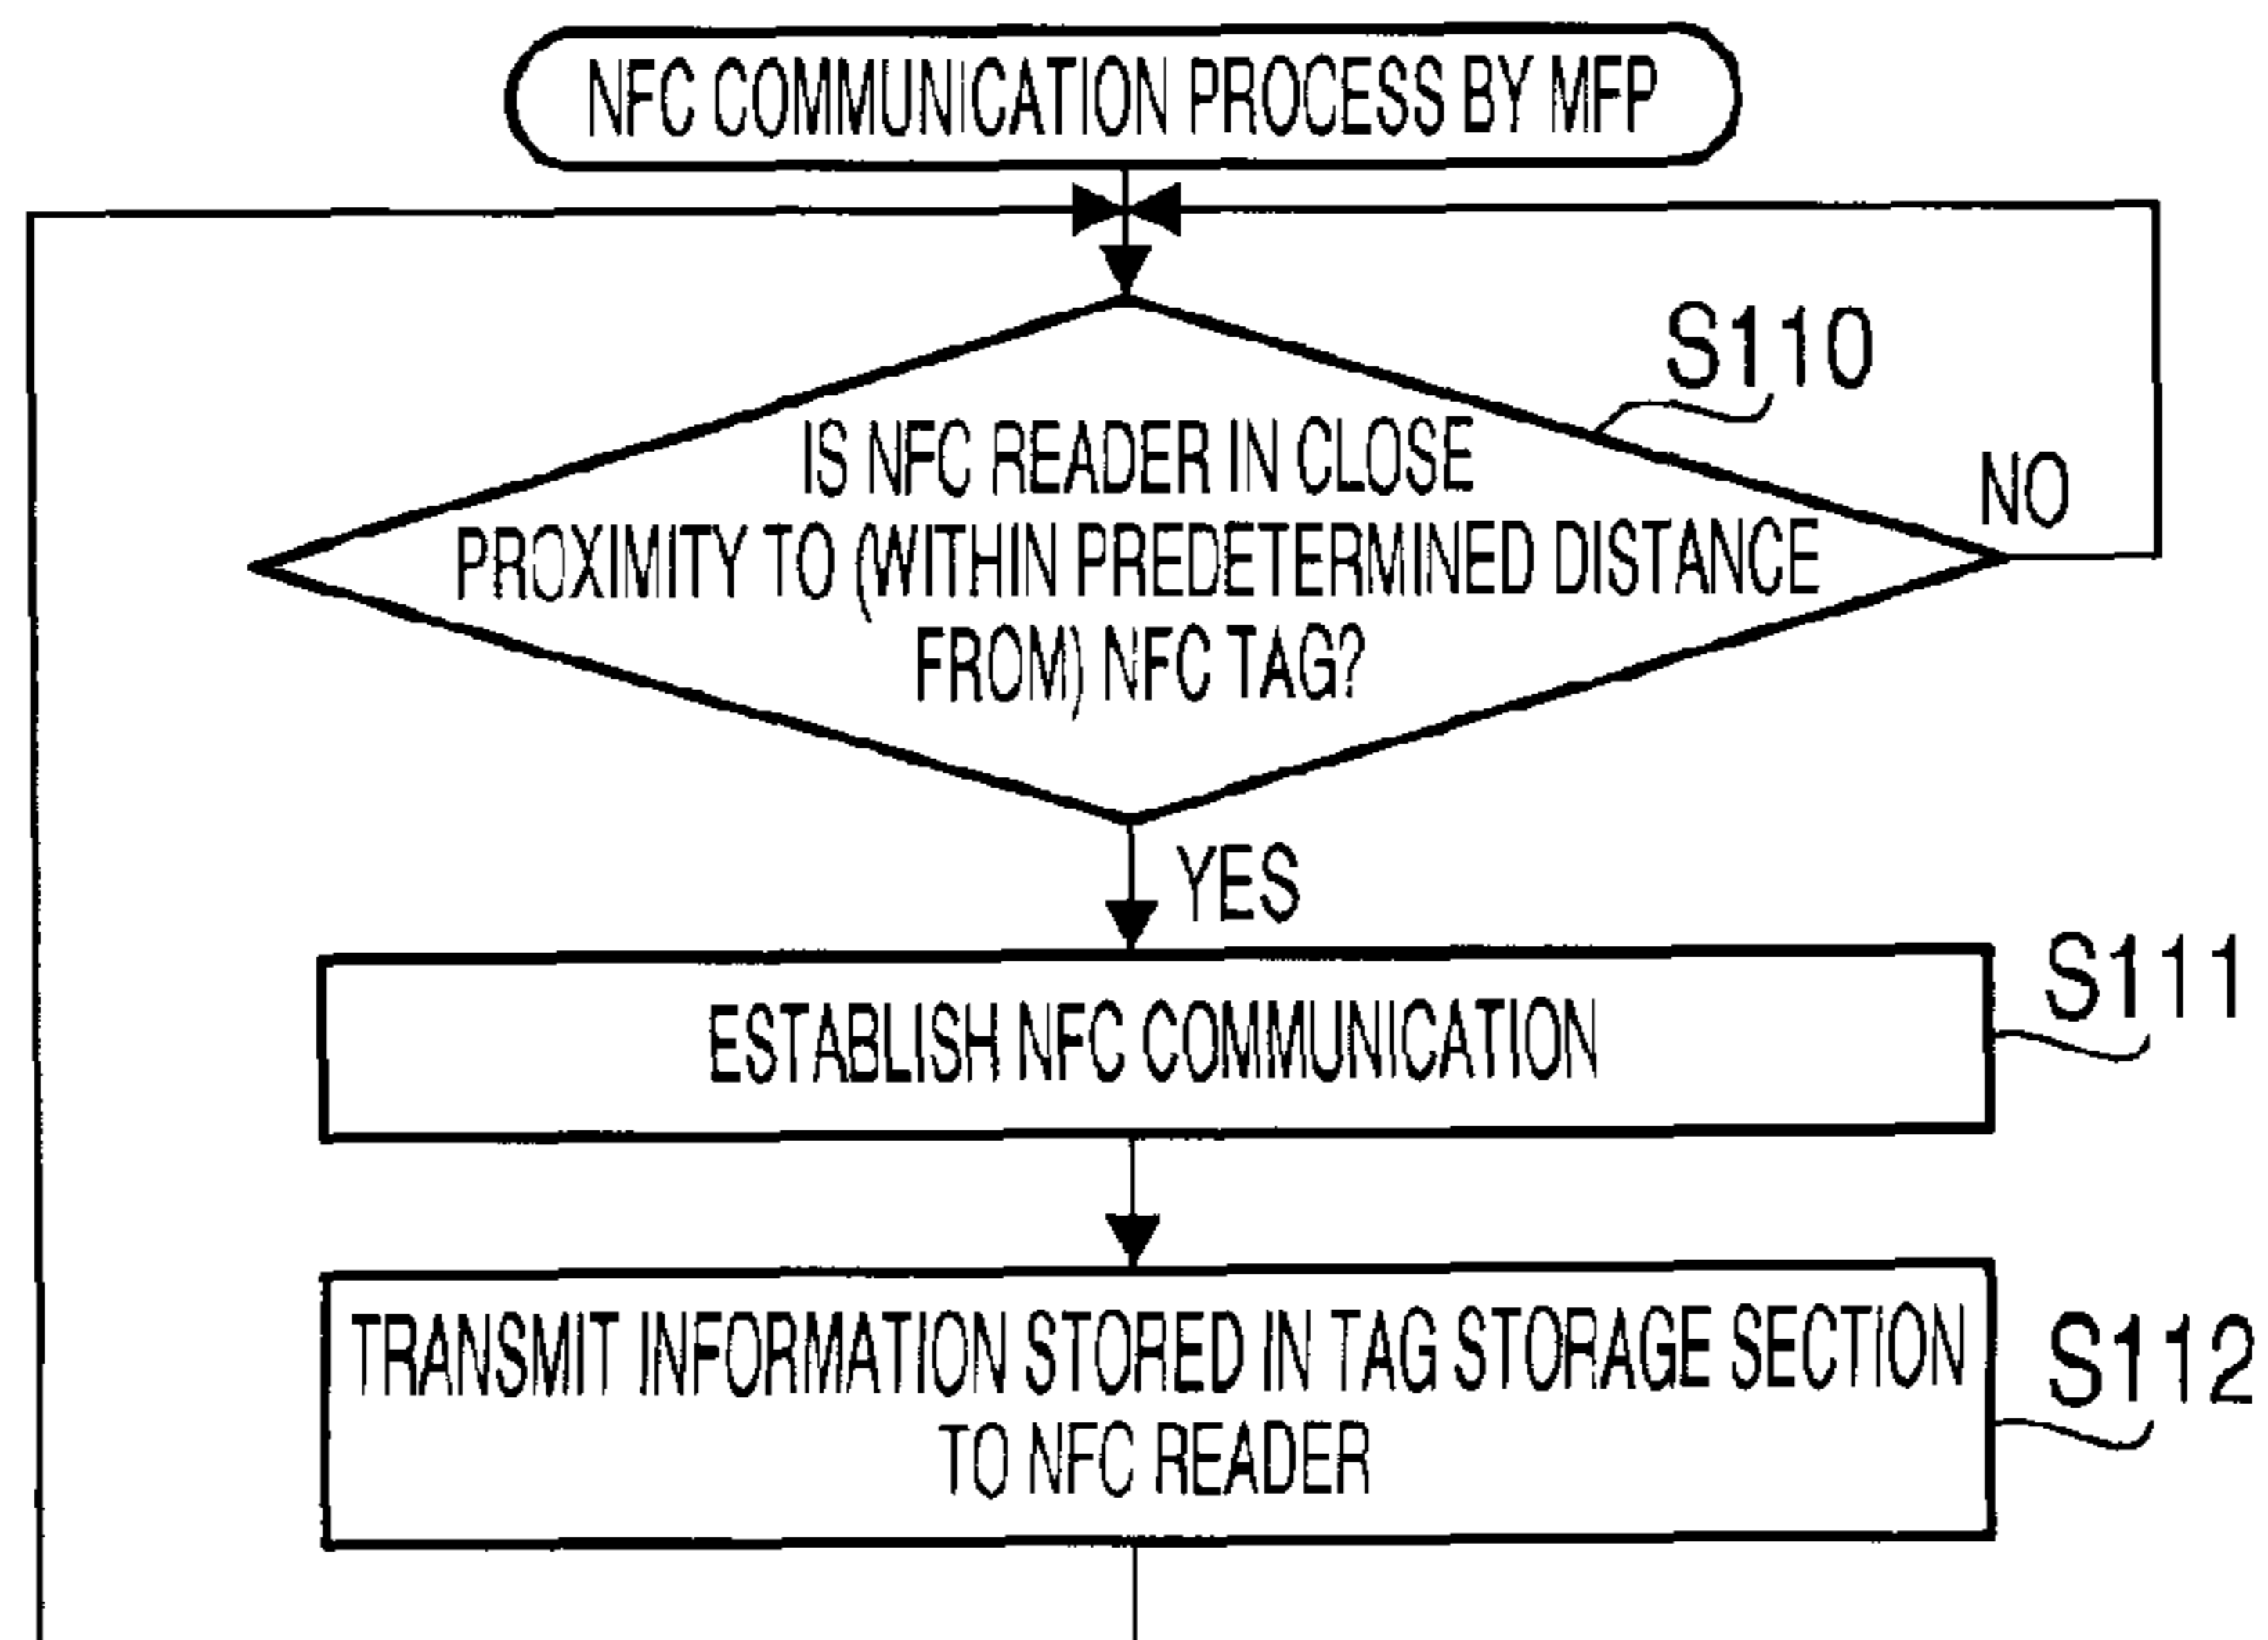 NFC COMMUNICATION PROCESS BY MFP
S110
IS NFC READER IN CLOSE
PROXIMITY TO (WITHIN PREDETERMINED DISTANCE
FROM) NFC TAG?
NO
YES
S111
ESTABLISH NFC COMMUNICATION
TRANSMIT INFORMATION STORED IN TAG STORAGE SECTION
TO NFC READER
S112